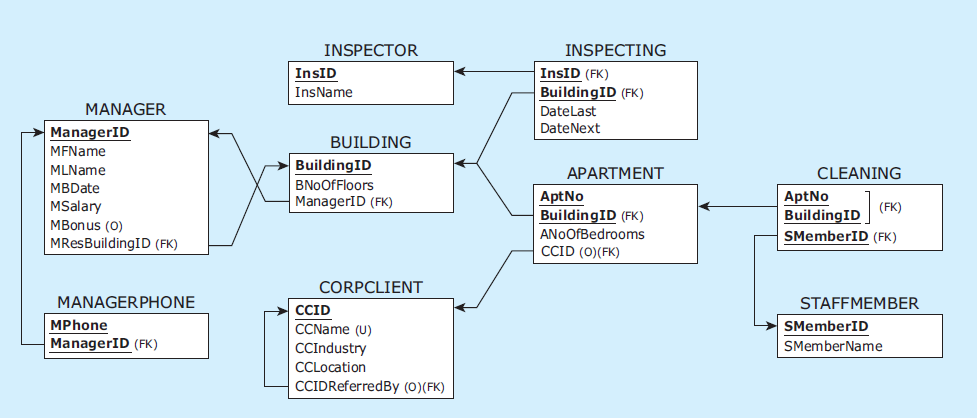 INSPECTOR
InsID
InsName
INSPECTING
InsID (FK)
BuildingID (FK)
DateLast
DateNext
MANAGER
ManagerID
MFName
MLName
MBDate
MSalary
MBonus (O)
MResBuildingID (FK)
BUILDING
BuildingID
BNoOfFloors
ManagerID (FK)
APARTMENT
AptNo
BuildingID (FK)
ANoOfBedrooms
CCID (O)(FK)
CLEANING
AptNo
BuildingID
(FK)
SMemberID (FK)
MANAGERPHONE
MPhone
ManagerID (FK)
CORPCLIENT
CCID
CCName (U)
CCIndustry
CCLocation
CCIDReferredBy (O)(FK)
STAFFMEMBER
SMemberID
SMemberName